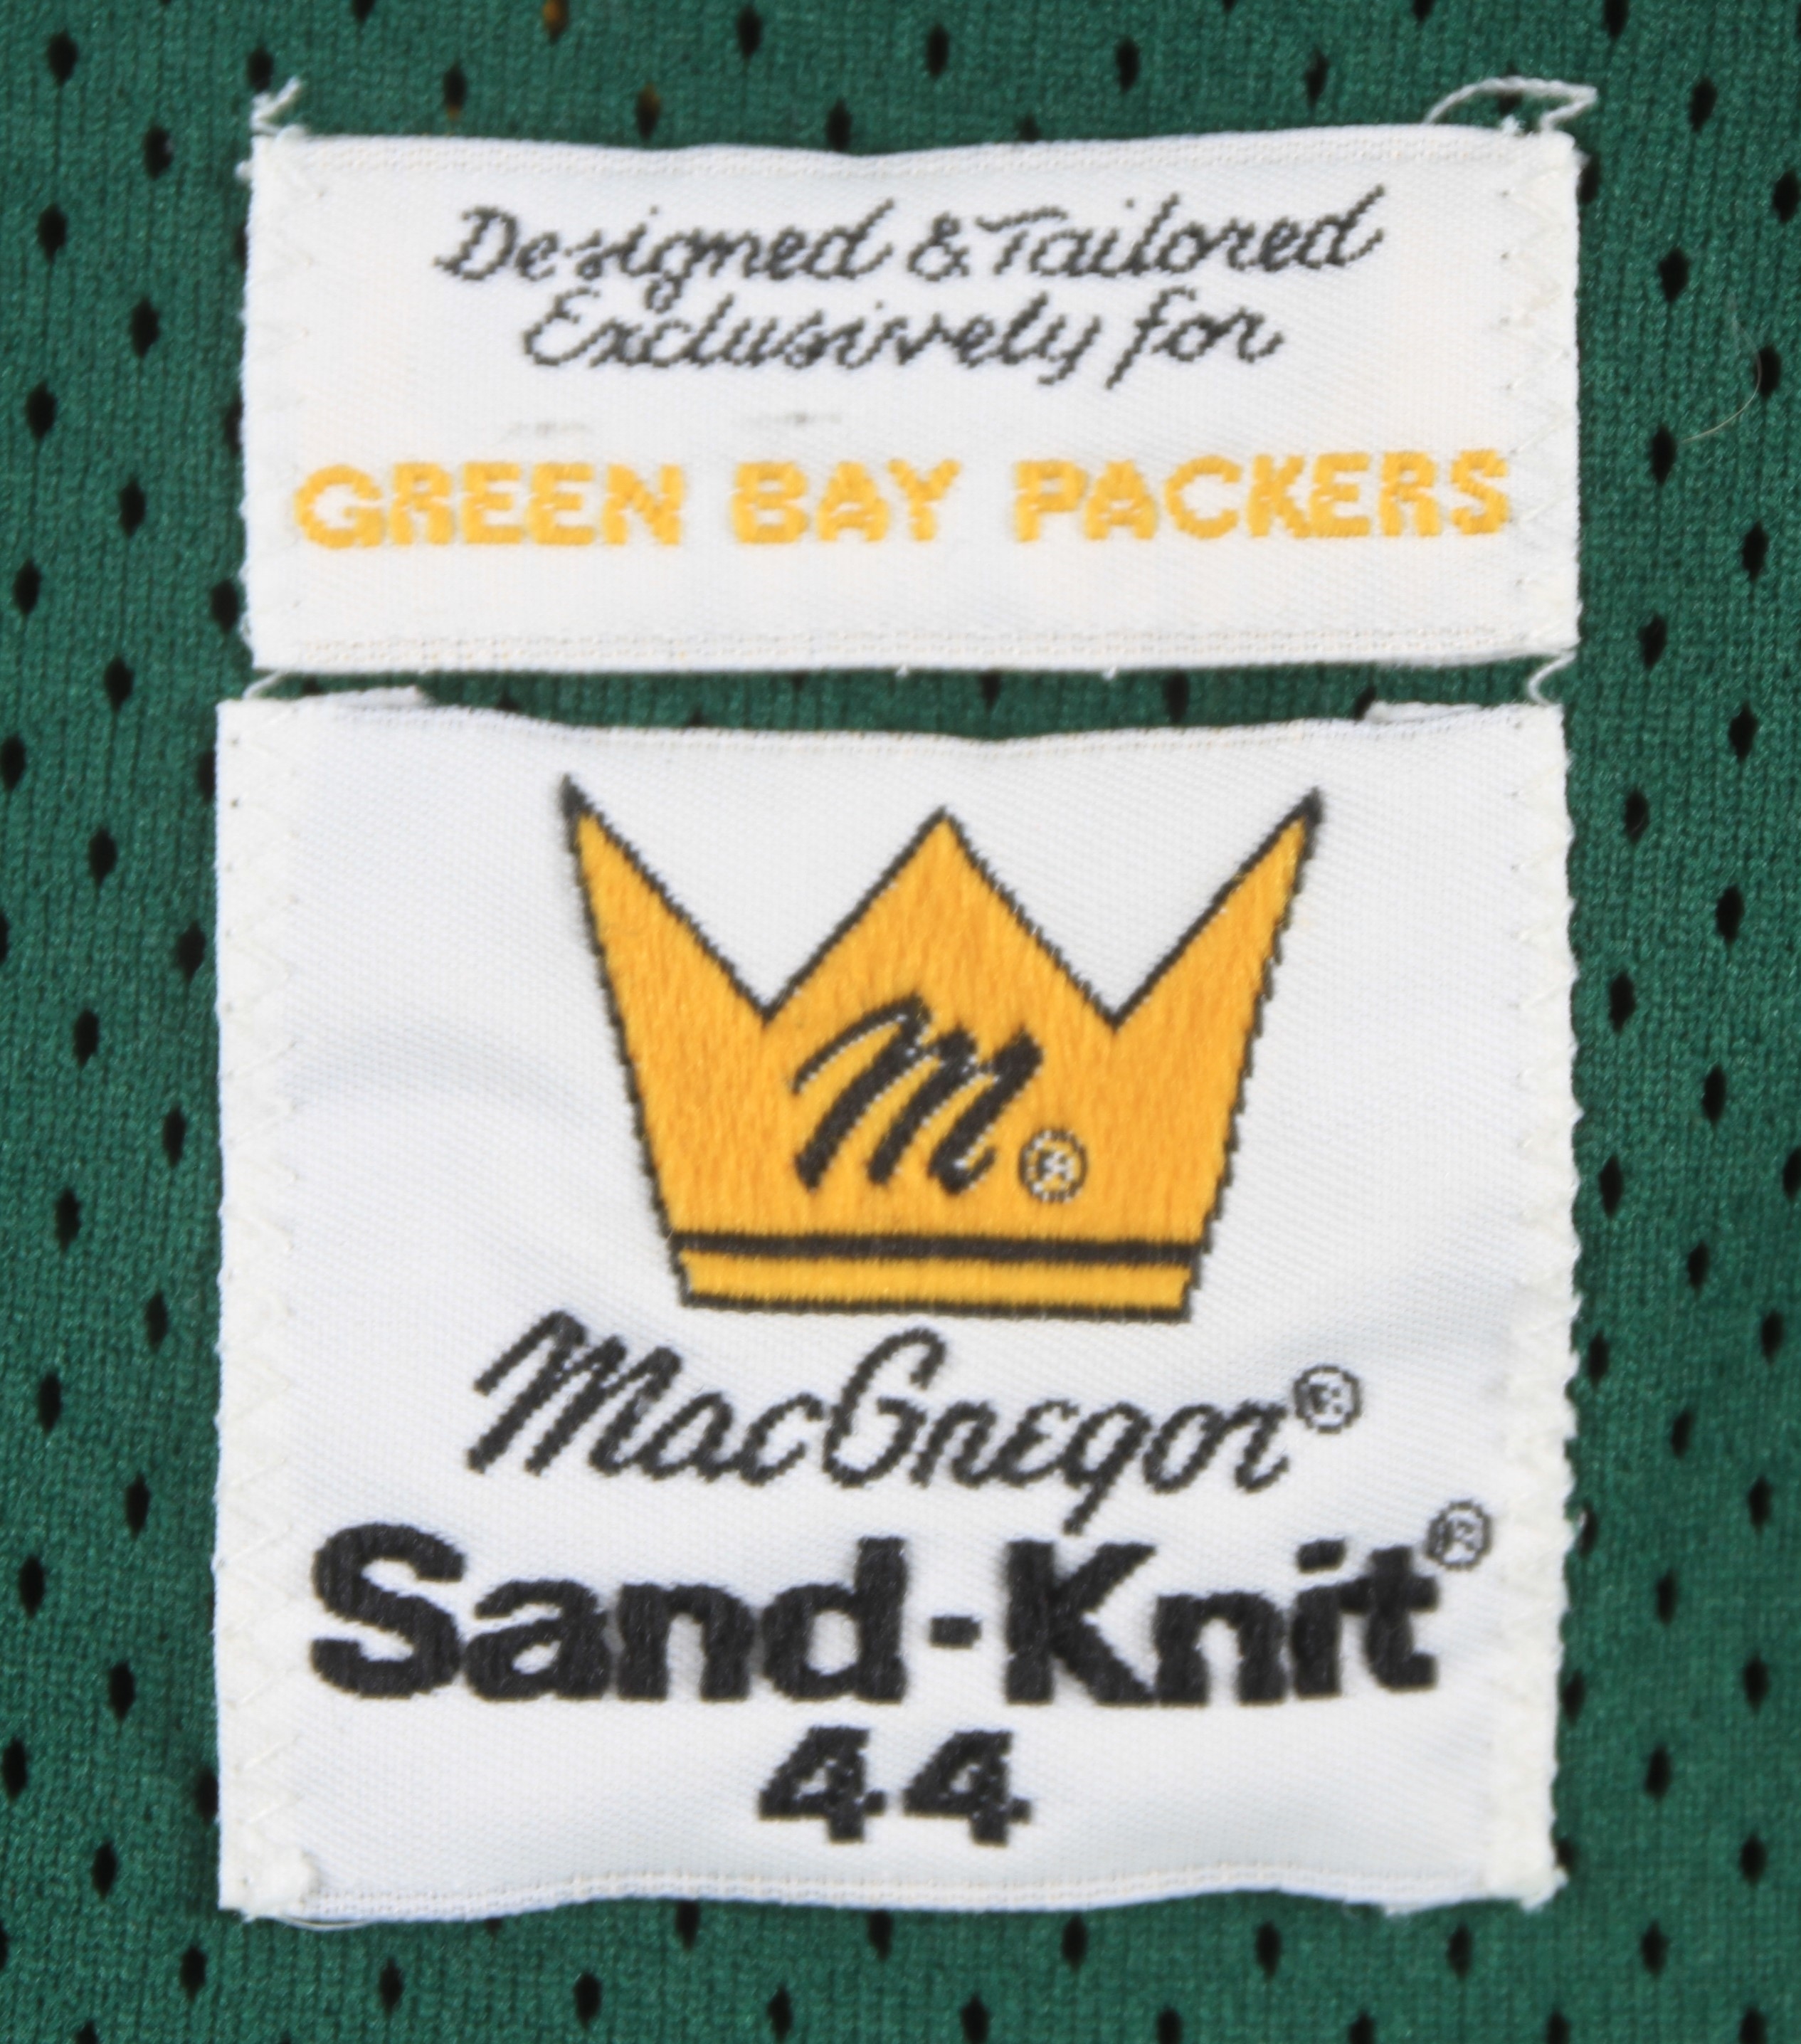 Designed & Tailored
Exclusively for
GREEN BAY PACKERS
M®
MacGregor®
Sand-Knit®
44